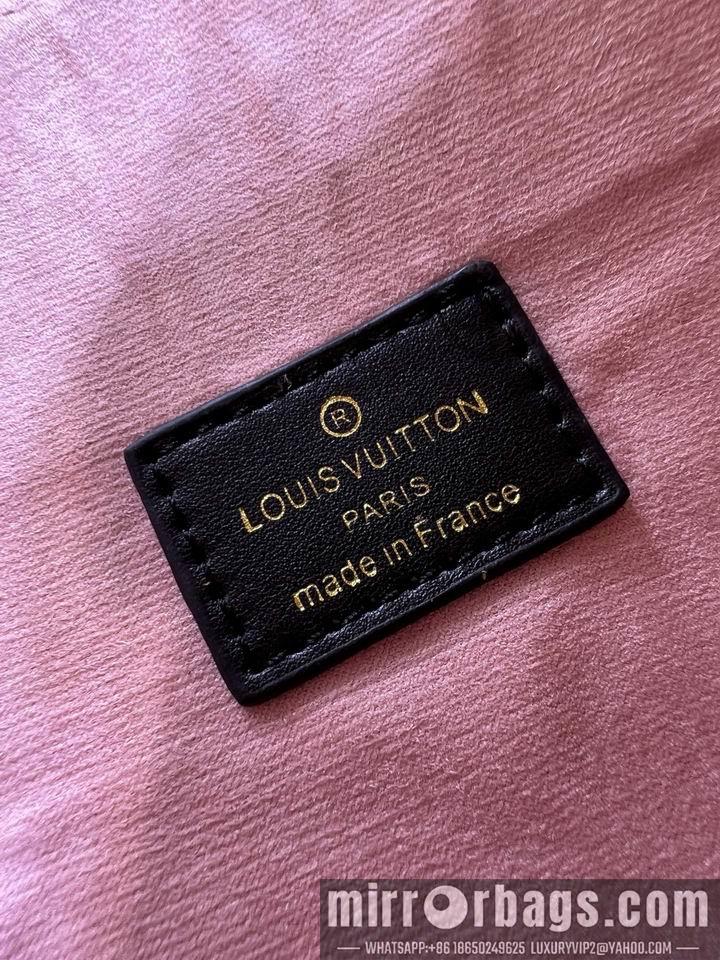 ®
LOUIS VUITTON
PARIS
made in France
mirrorbags.com
WHATSAPP:+86 18650249625 LUXURYVIP2@YAHOO.COM